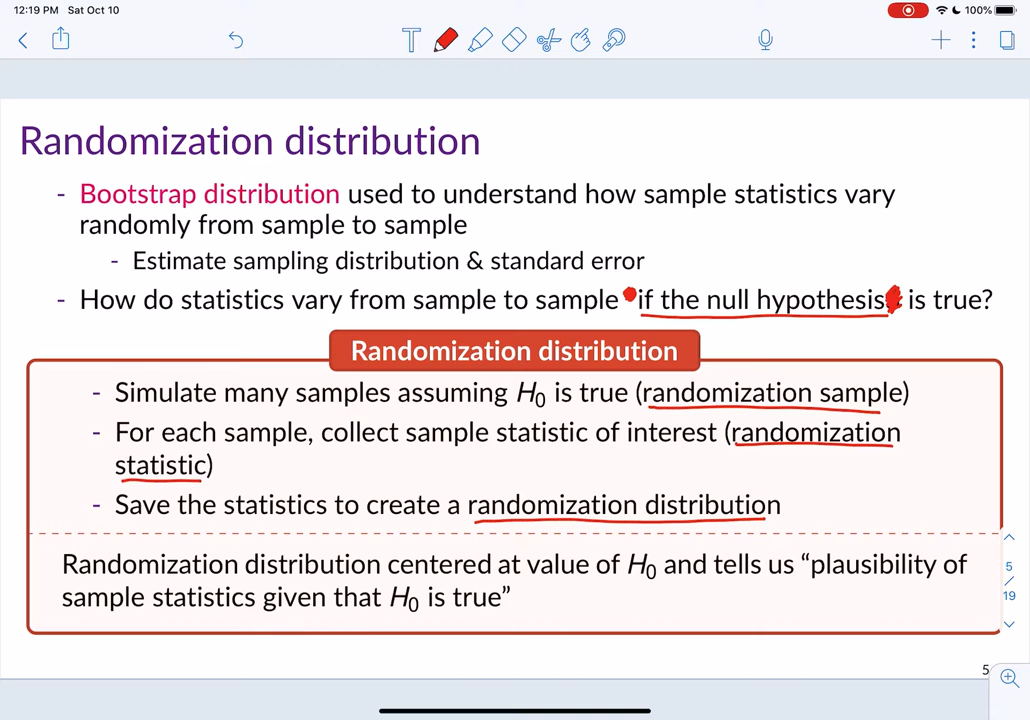 12:19 PM Sat Oct 10 100%
T
Randomization distribution
- Bootstrap distribution used to understand how sample statistics vary
randomly from sample to sample
- Estimate sampling distribution & standard error
- How do statistics vary from sample to sample if the null hypothesis is true?
Randomization distribution
- Simulate many samples assuming H₀ is true (randomization sample)
- For each sample, collect sample statistic of interest (randomization
statistic)
- Save the statistics to create a randomization distribution
Randomization distribution centered at value of H₀ and tells us “plausibility of
sample statistics given that H₀ is true”
5
/
19
5